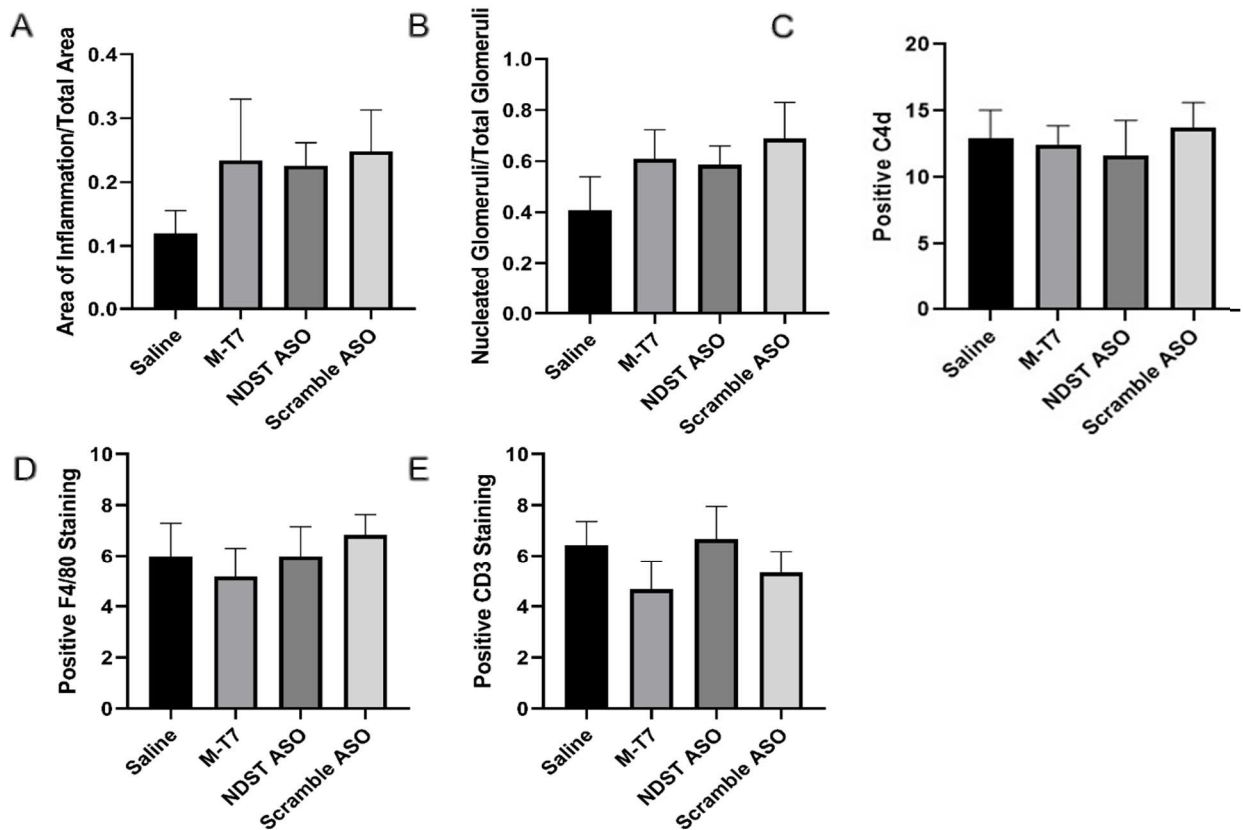 A
Area of Inflammation/Total Area
0.4
0.3
0.2
0.1
0.0
Saline
M-T7
NDST ASO
Scramble ASO
B
Nucleated Glomeruli/Total Glomeruli
1.0
0.8
0.6
0.4
0.2
0.0
Saline
M-T7
NDST ASO
Scramble ASO
C
Positive C4d
20
15
10
5
0
Saline
M-T7
NDST ASO
Scramble ASO
D
Positive F4/80 Staining
10
8
6
4
2
0
Saline
M-T7
NDST ASO
Scramble ASO
E
Positive CD3 Staining
10
8
6
4
2
0
Saline
M-T7
NDST ASO
Scramble ASO